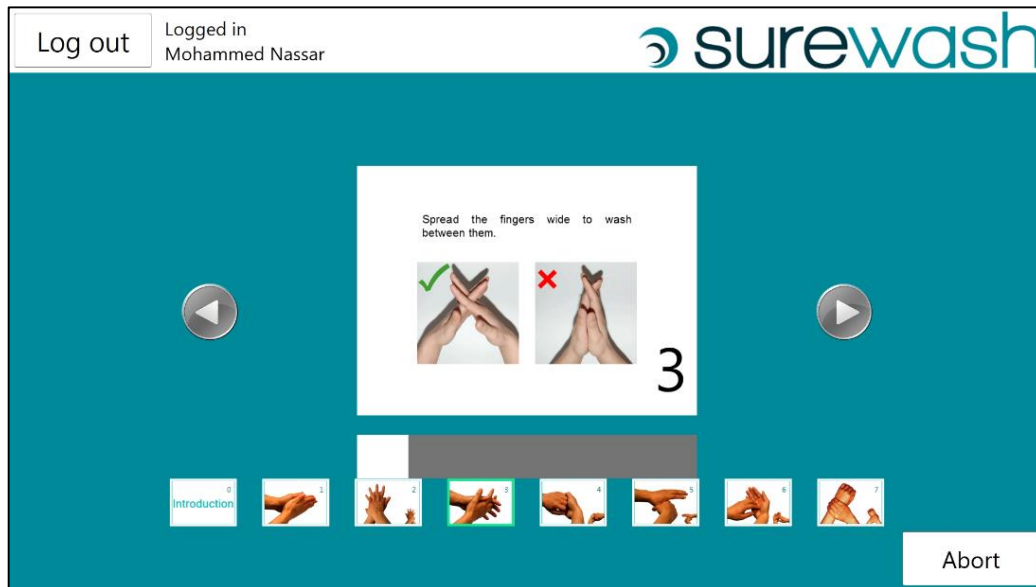 Log out
Logged in
Mohammed Nassar
surewash
Spread the fingers wide to wash
between them.
3
0
Introduction
1
2
3
4
5
6
7
Abort